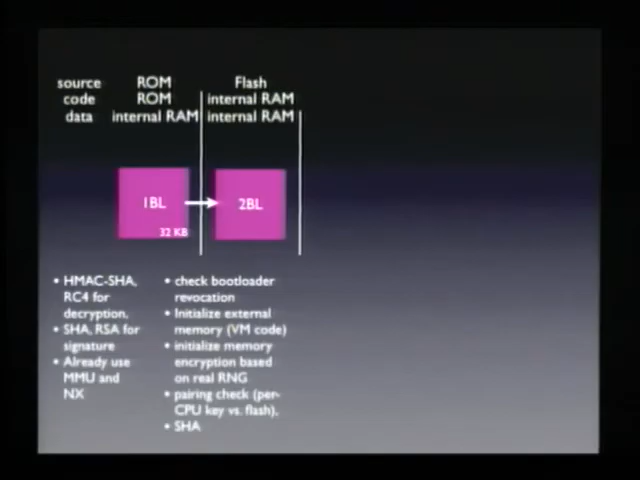 source ROM Flash
code ROM internal RAM
data internal RAM internal RAM
1BL 2BL
32 KB
• HMAC-SHA,
RC4 for
decryption,
• SHA, RSA for
signature
• Already use
MMU and
NX
• check bootloader
revocation
• Initialize external
memory (VM code)
• initialize memory
encryption based
on real RNG
• pairing check (per-
CPU key vs. flash),
• SHA